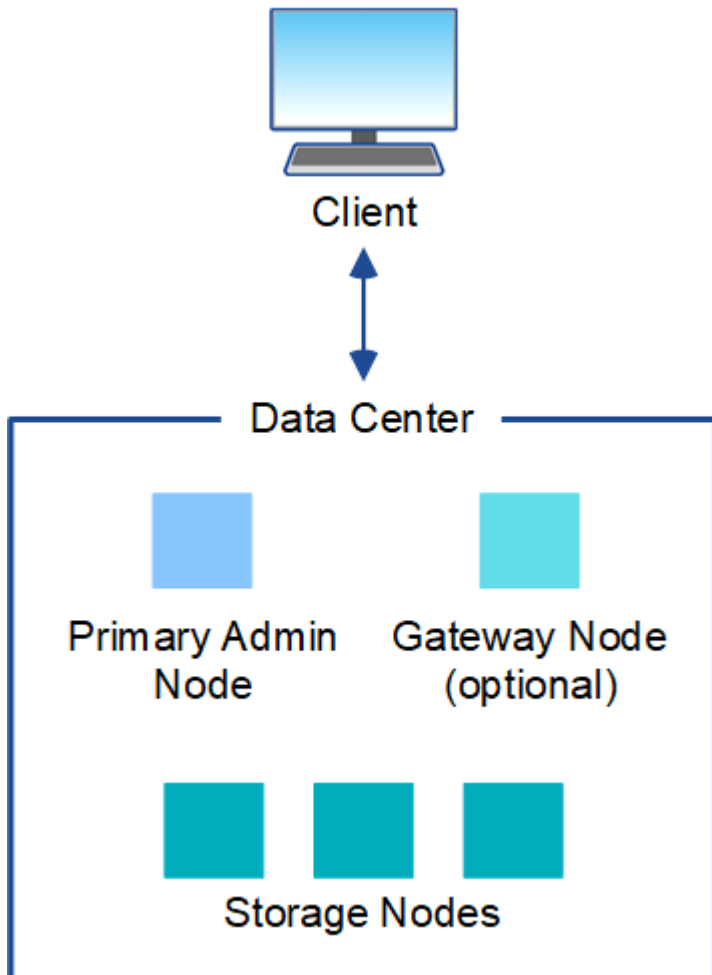 Client
Data Center
Primary Admin
Node
Gateway Node
(optional)
Storage Nodes